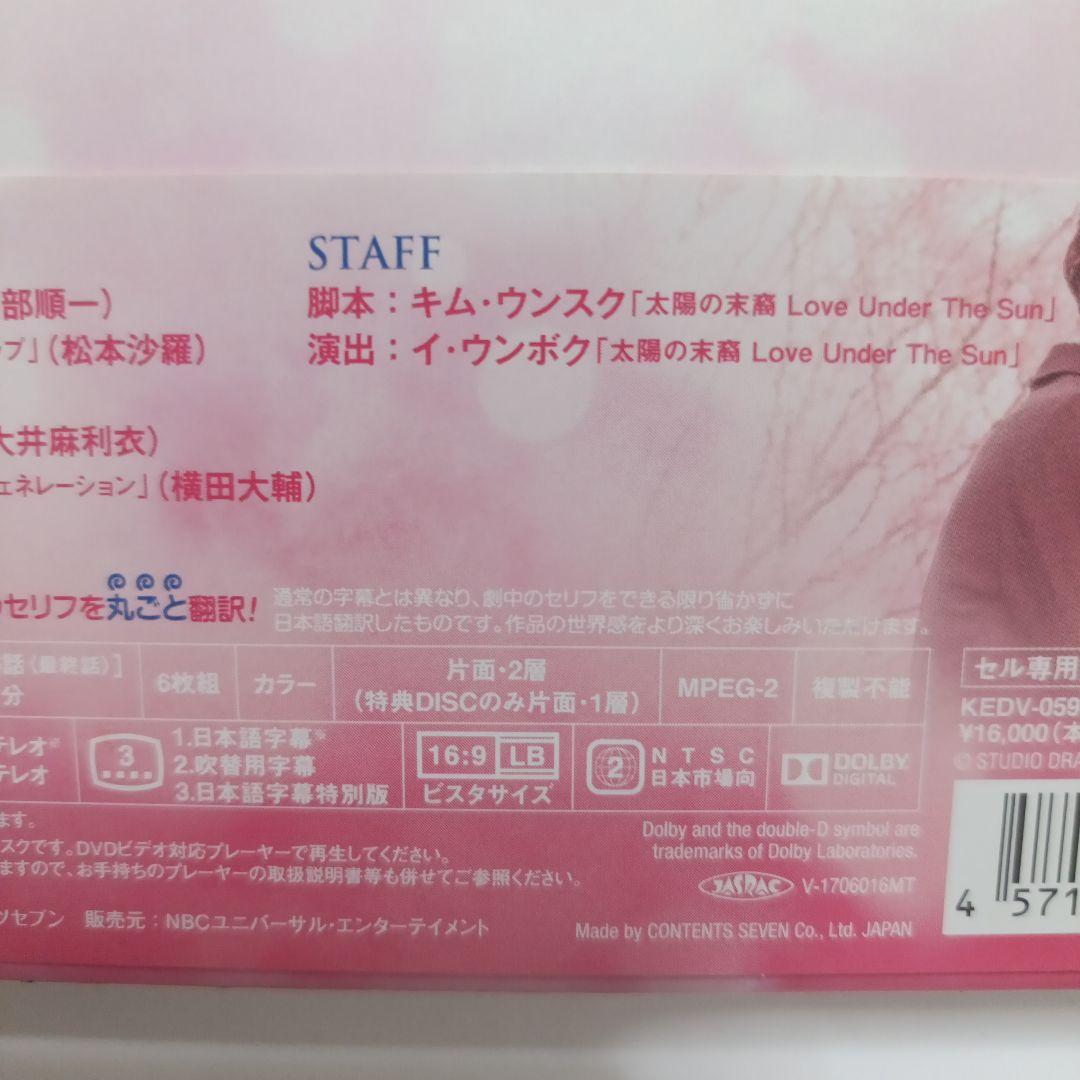 STAFF
部順一)
脚本：キム・ウンスク「太陽の末裔 Love Under The Sun」
プ」(松本沙羅)
演出：イ・ウンボク「太陽の末裔 Love Under The Sun」
大井麻利衣)
ェネレーション」(横田大輔)
セリフを丸ごと翻訳!
通常の字幕とは異なり、劇中のセリフをできる限り省かずに
日本語翻訳したものです。作品の世界感をより深くお楽しみいただけます。
話(最終話)]
分
6枚組
カラー
片面・2層
(特典DISCのみ片面・1層)
MPEG-2
複製不能
セル専用
KEDV-059
¥16,000(本
© STUDIO DRA
テレオ※
テレオ
3
1.日本語字幕※
2.吹替用字幕
3.日本語字幕特別版
16:9 LB
ビスタサイズ
2
NTSC
日本市場向
DOLBY
DIGITAL
ます。
スクです。DVDビデオ対応プレーヤーで再生してください。
ますので、お手持ちのプレーヤーの取扱説明書等も併せてご参照ください。
Dolby and the double-D symbol are
trademarks of Dolby Laboratories.
JASRAC V-1706016MT
ツセブン 販売元：NBCユニバーサル・エンターテイメント
Made by CONTENTS SEVEN Co., Ltd. JAPAN
4 571